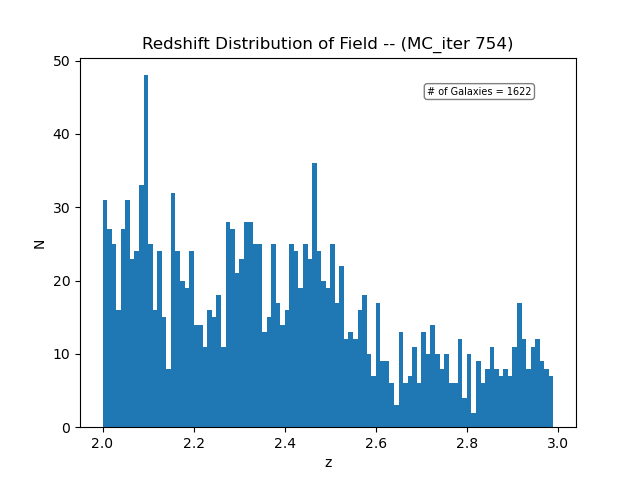 Redshift Distribution of Field -- (MC_iter 754)
# of Galaxies = 1622
50
40
30
20
10
0
N
2.0 2.2 2.4 2.6 2.8 3.0
z